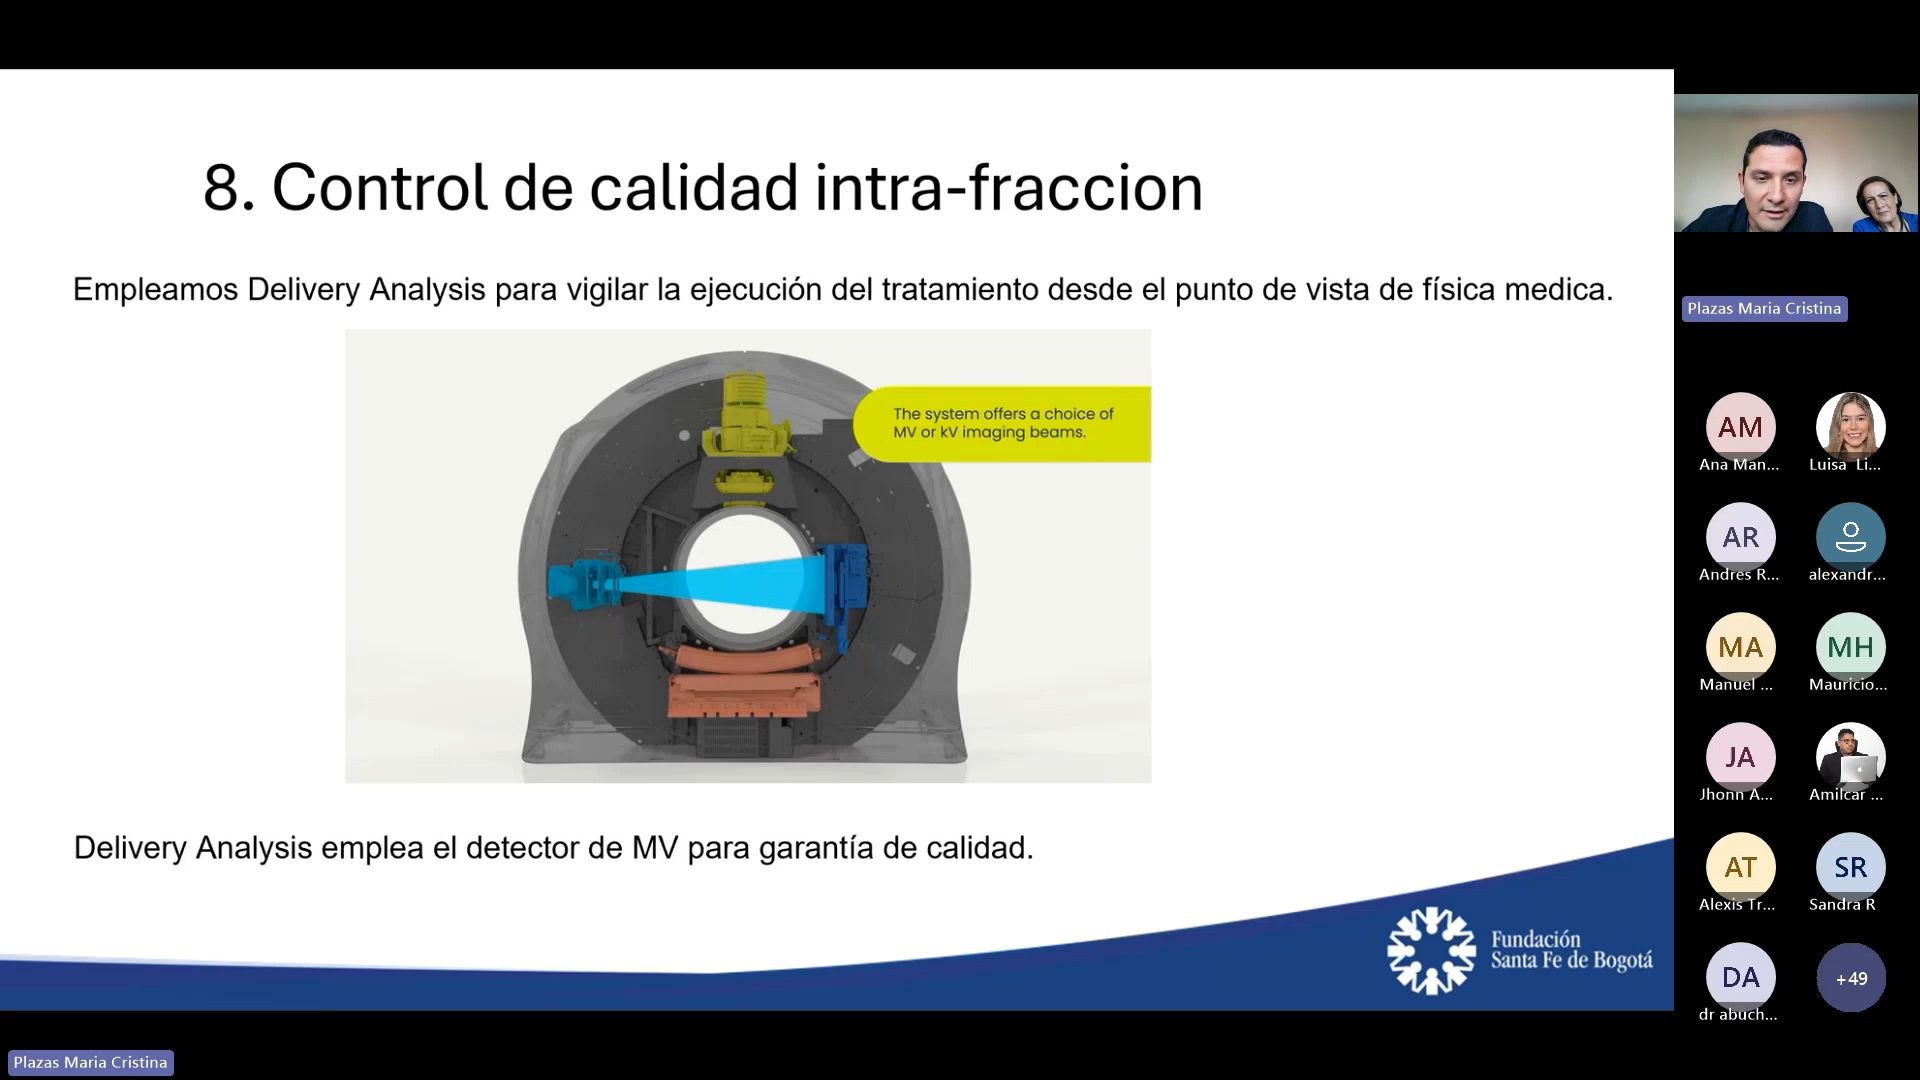 8. Control de calidad intra-fraccion
Empleamos Delivery Analysis para vigilar la ejecución del tratamiento desde el punto de vista de física medica.
The system offers a choice of
MV or kV imaging beams.
Delivery Analysis emplea el detector de MV para garantía de calidad.
Fundación
Santa Fe de Bogotá
Plazas Maria Cristina
AM
Ana Man...
Luisa Li...
AR
Andres R...
alexandr...
MA
Manuel ...
MH
Mauricio...
JA
Jhonn A...
Amilcar ...
AT
Alexis Tr...
SR
Sandra R
DA
dr abuch...
+49
Plazas Maria Cristina